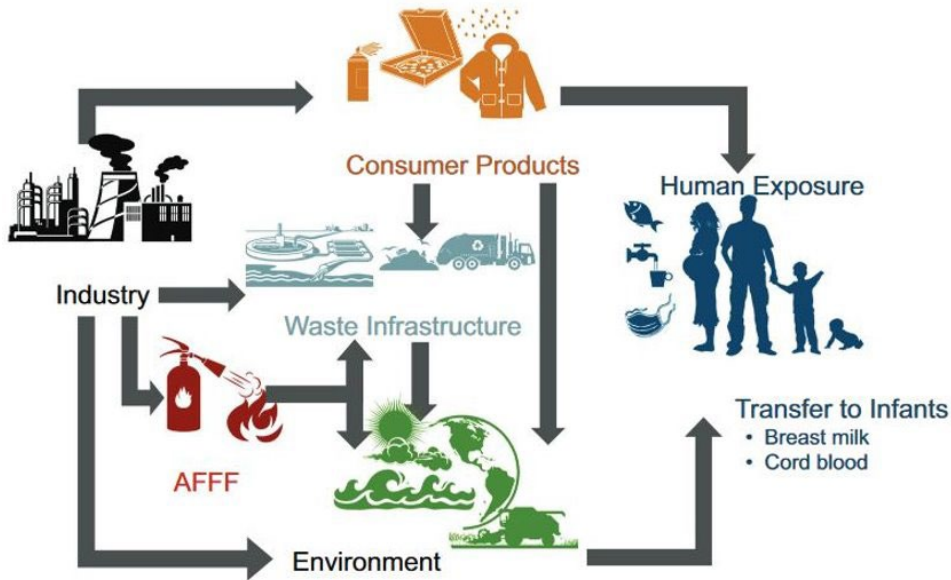 Consumer Products
Human Exposure
Industry
Waste Infrastructure
AFFF
Transfer to Infants
• Breast milk
• Cord blood
Environment